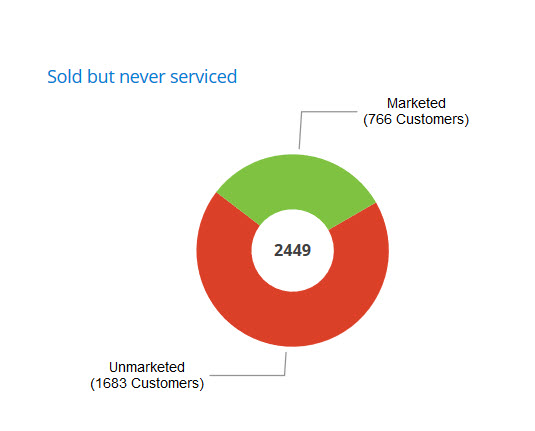 Sold but never serviced
Marketed
(766 Customers)
2449
Unmarketed
(1683 Customers)